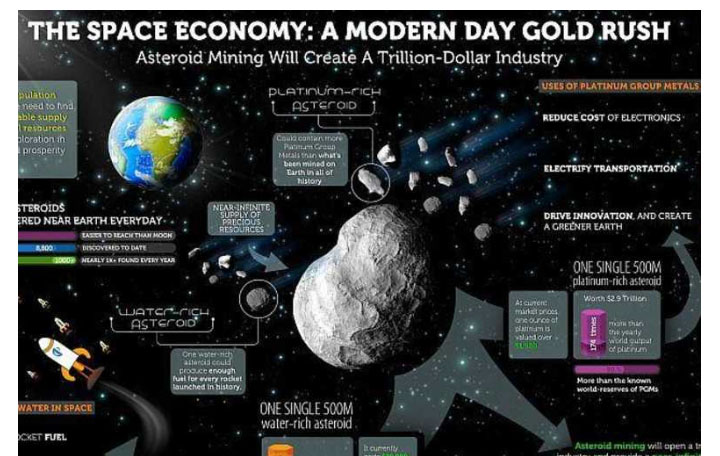 THE SPACE ECONOMY: A MODERN DAY GOLD RUSH
Asteroid Mining Will Create A Trillion-Dollar Industry
need to find
resources
prosperity
PLATINUM-RICH
ASTEROID
Could contain more
Platinum Group
Metals than what's
been mined on
Earth in all of
history
USES OF PLATINUM GROUP METALS
REDUCE COST OF ELECTRONICS
ELECTRIFY TRANSPORTATION
DRIVE INNOVATION, AND CREATE
A GREENER EARTH
NEAR EARTH EVERYDAY
EASIER TO REACH THAN MOON
8,800
DISCOVERED TO DATE
NEARLY 1K+ FOUND EVERY YEAR
NEAR-INFINITE
SUPPLY OF
PRECIOUS
RESOURCES
WATER-RICH
ASTEROID
One water-rich
asteroid could
produce enough
fuel for every rocket
launched in history.
ONE SINGLE 500M
platinum-rich asteroid
At current
market prices,
one ounce of
platinum is
valued over
Worth $2.9 Trillion
174 times
more than
the yearly
world output
of platinum
More than the known
world-reserves of PGMs
WATER IN SPACE
FUEL
ONE SINGLE 500M
water-rich asteroid
It currently
Asteroid mining will open a